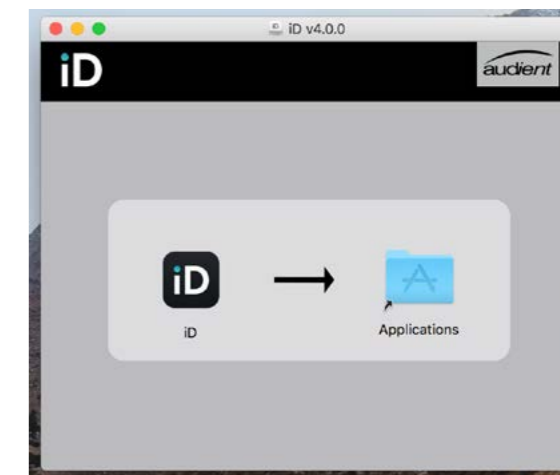 iD v4.0.0
iD
audient
iD
iD
Applications